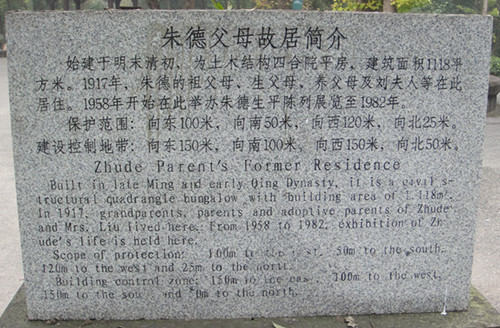 朱德父母故居简介
始建于明末清初，为土木结构四合院平房，建筑面积1118平
方米。1917年，朱德的祖父母、生父母，养父母及刘夫人等在此
居住。1958年开始在此举办朱德生平陈列展览至1982年。
保护范围：向东100米，向南50米，向西120米，向北25米。
建设控制地带：向东150米，向南100米。向西150米，向北50米。
Zhude Parent's Former Residence
Built in late Ming and early Qing Dynasty, it is a civil s-
tructural quadrangle bungalow with building area of 1,118m².
In 1917, grandparents, parents and adoptive parents of Zhude
and Mrs. Liu lived here. From 1958 to 1982, exhibition of Zh-
ude's life is held here.
Scope of protection: 100m to the east, 50m to the south,
120m to the west and 25m to the north.
Building control zone: 150m to the east, 100m to the west,
150m to the and 50m to the north.